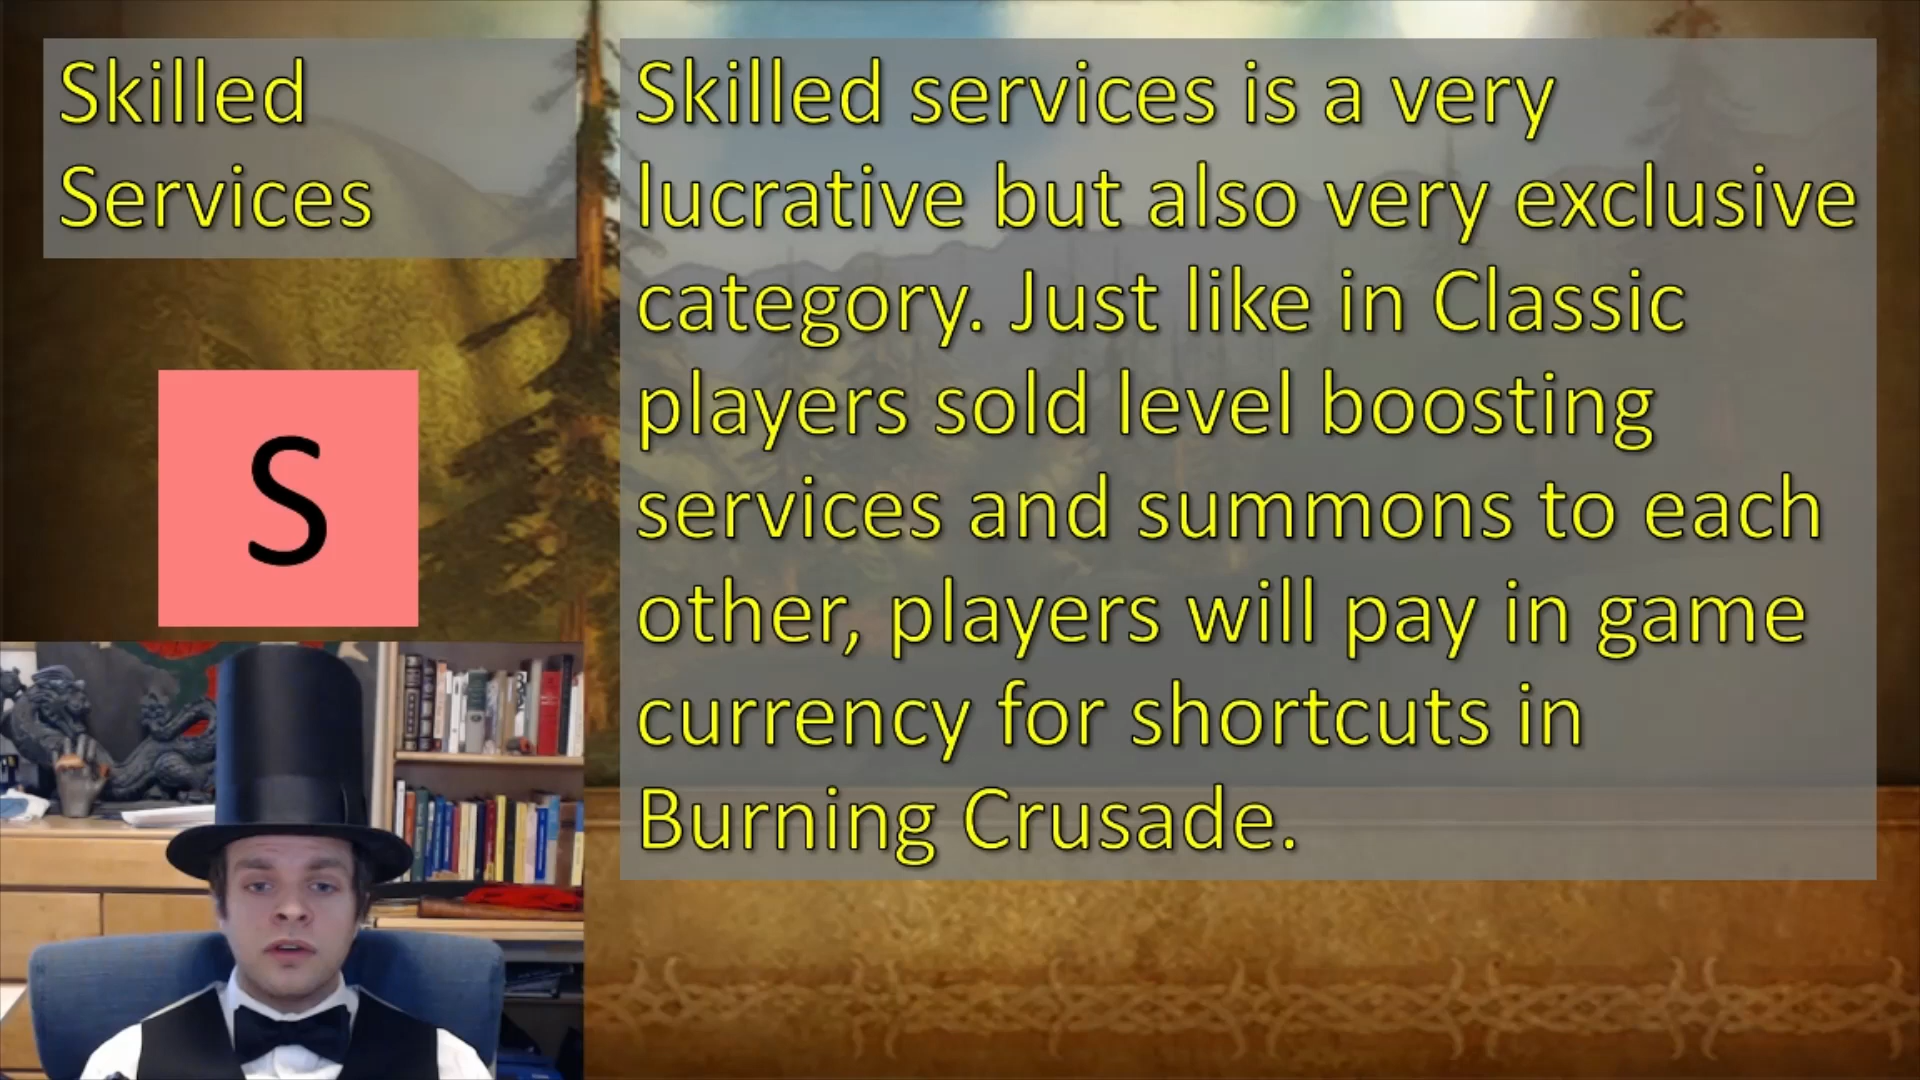 Skilled
Services
S
Skilled services is a very
lucrative but also very exclusive
category. Just like in Classic
players sold level boosting
services and summons to each
other, players will pay in game
currency for shortcuts in
Burning Crusade.